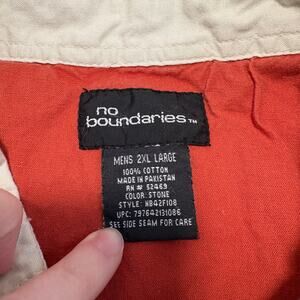 no
boundaries™
MENS 2XL LARGE
100% COTTON
MADE IN PAKISTAN
RN # 52469
COLOR: STONE
STYLE: NB42F108
UPC: 797642131086
SEE SIDE SEAM FOR CARE